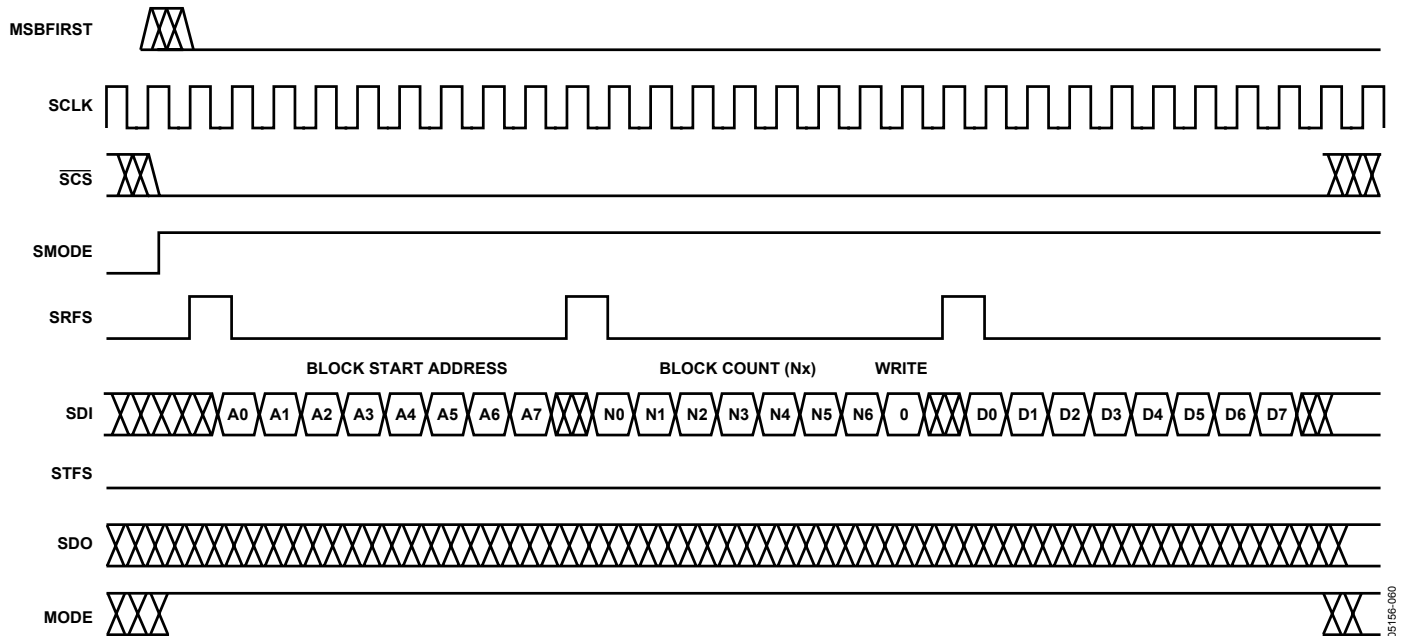 MSBFIRST
SCLK
SCS
SMODE
SRFS
BLOCK START ADDRESS BLOCK COUNT (Nx) WRITE
SDI A0 A1 A2 A3 A4 A5 A6 A7 N0 N1 N2 N3 N4 N5 N6 0 D0 D1 D2 D3 D4 D5 D6 D7
STFS
SDO
MODE
05156-060